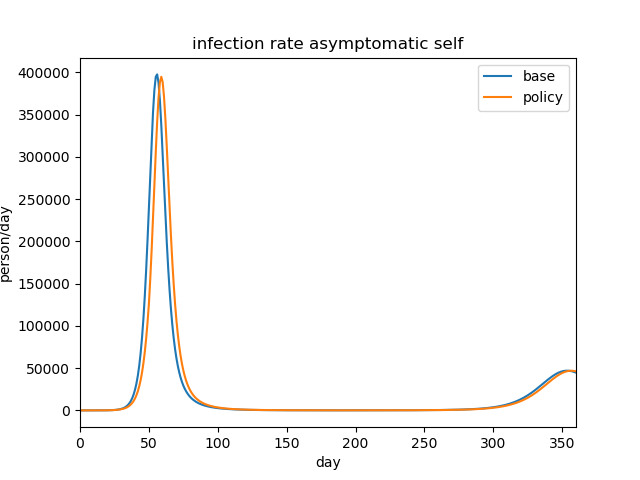 infection rate asymptomatic self
base
policy
400000
350000
300000
250000
200000
150000
100000
50000
0
person/day
0 50 100 150 200 250 300 350
day